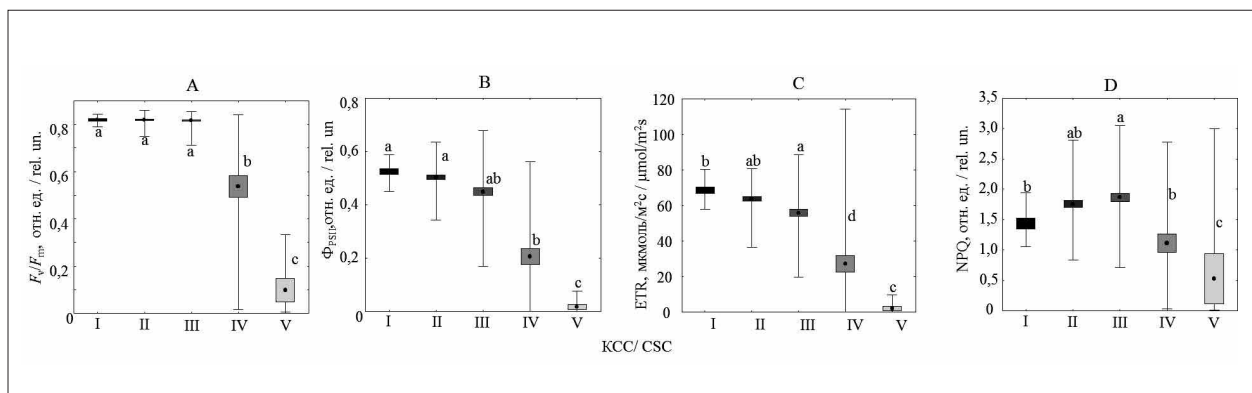 A
F_v/F_m, отн. ед. / rel. un.
0,8
0,6
0,4
0,2
0
a
a
a
b
c
I II III IV V
B
Φ_PSII,отн. ед. / rel. un
0,8
0,6
0,4
0,2
0
a
a
ab
b
c
I II III IV V
C
ETR, мкмоль/м²с / μmol/m²s
120
100
80
60
40
20
0
b
ab
a
d
c
I II III IV V
D
NPQ, отн. ед. / rel. un.
3,5
3,0
2,5
2,0
1,5
1,0
0,5
0
b
ab
a
b
c
I II III IV V
КСС/ CSC